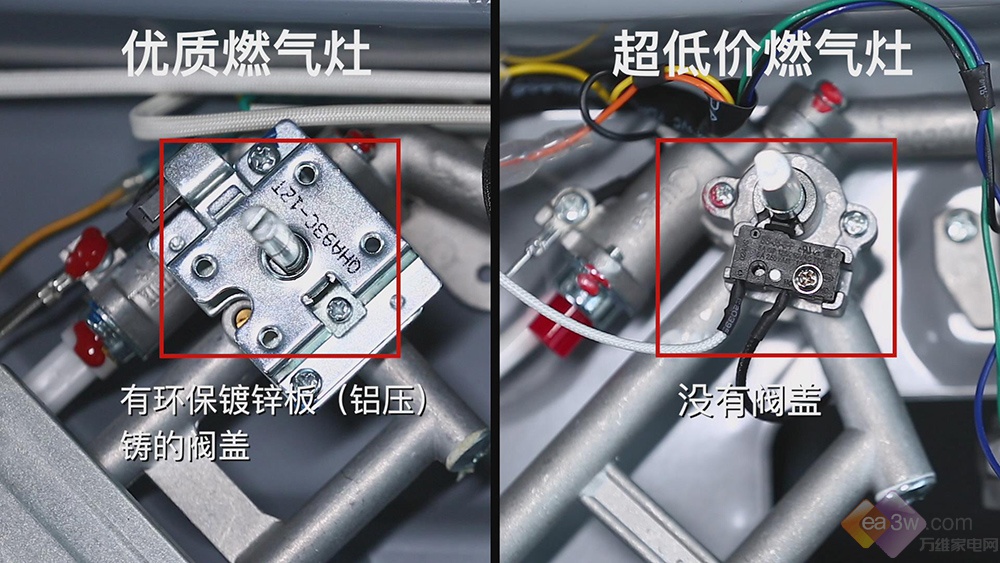 优质燃气灶
超低价燃气灶
QHA93C-12T
有环保镀锌板（铝压）
铸的阀盖
没有阀盖
ea3w.com
万维家电网